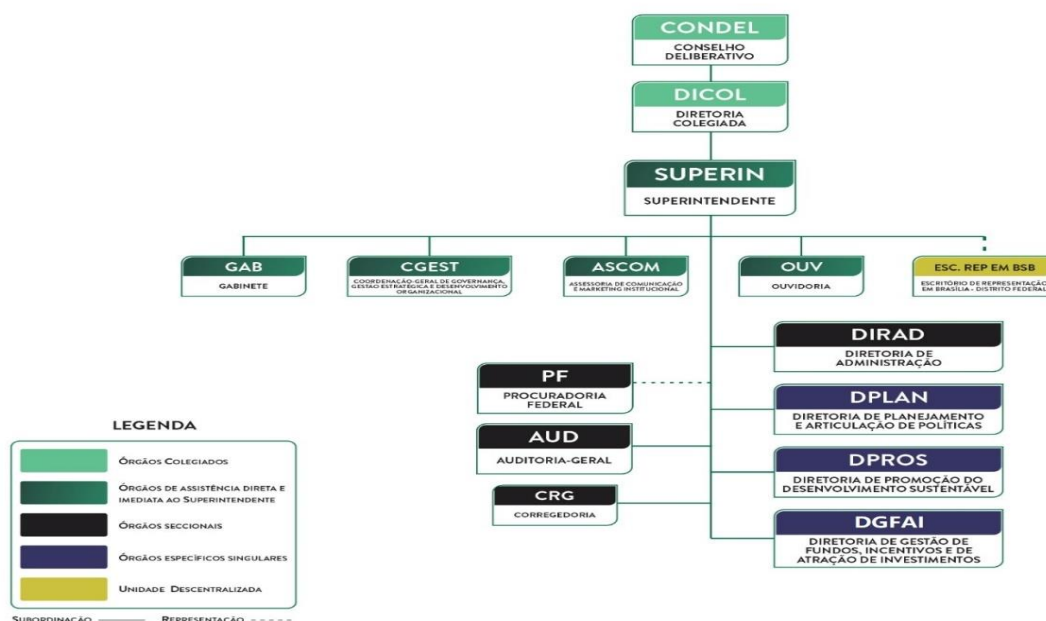 CONDEL
CONSELHO
DELIBERATIVO
DICOL
DIRETORIA
COLEGIADA
SUPERIN
SUPERINTENDENTE
GAB
GABINETE
CGEST
COORDENAÇÃO-GERAL DE GOVERNANÇA,
GESTÃO ESTRATÉGICA E DESENVOLVIMENTO
ORGANIZACIONAL
ASCOM
ASSESSORIA DE COMUNICAÇÃO
E MARKETING INSTITUCIONAL
OUV
OUVIDORIA
ESC. REP EM BSB
ESCRITÓRIO DE REPRESENTAÇÃO
EM BRASÍLIA - DISTRITO FEDERAL
DIRAD
DIRETORIA DE
ADMINISTRAÇÃO
PF
PROCURADORIA
FEDERAL
DPLAN
DIRETORIA DE PLANEJAMENTO
E ARTICULAÇÃO DE POLÍTICAS
AUD
AUDITORIA-GERAL
DPROS
DIRETORIA DE PROMOÇÃO DO
DESENVOLVIMENTO SUSTENTÁVEL
CRG
CORREGEDORIA
DGFAI
DIRETORIA DE GESTÃO DE
FUNDOS, INCENTIVOS E DE
ATRAÇÃO DE INVESTIMENTOS
LEGENDA
ÓRGÃOS COLEGIADOS
ÓRGÃOS DE ASSISTÊNCIA DIRETA E
IMEDIATA AO SUPERINTENDENTE
ÓRGÃOS SECCIONAIS
ÓRGÃOS ESPECÍFICOS SINGULARES
UNIDADE DESCENTRALIZADA
SUBORDINAÇÃO REPRESENTAÇÃO